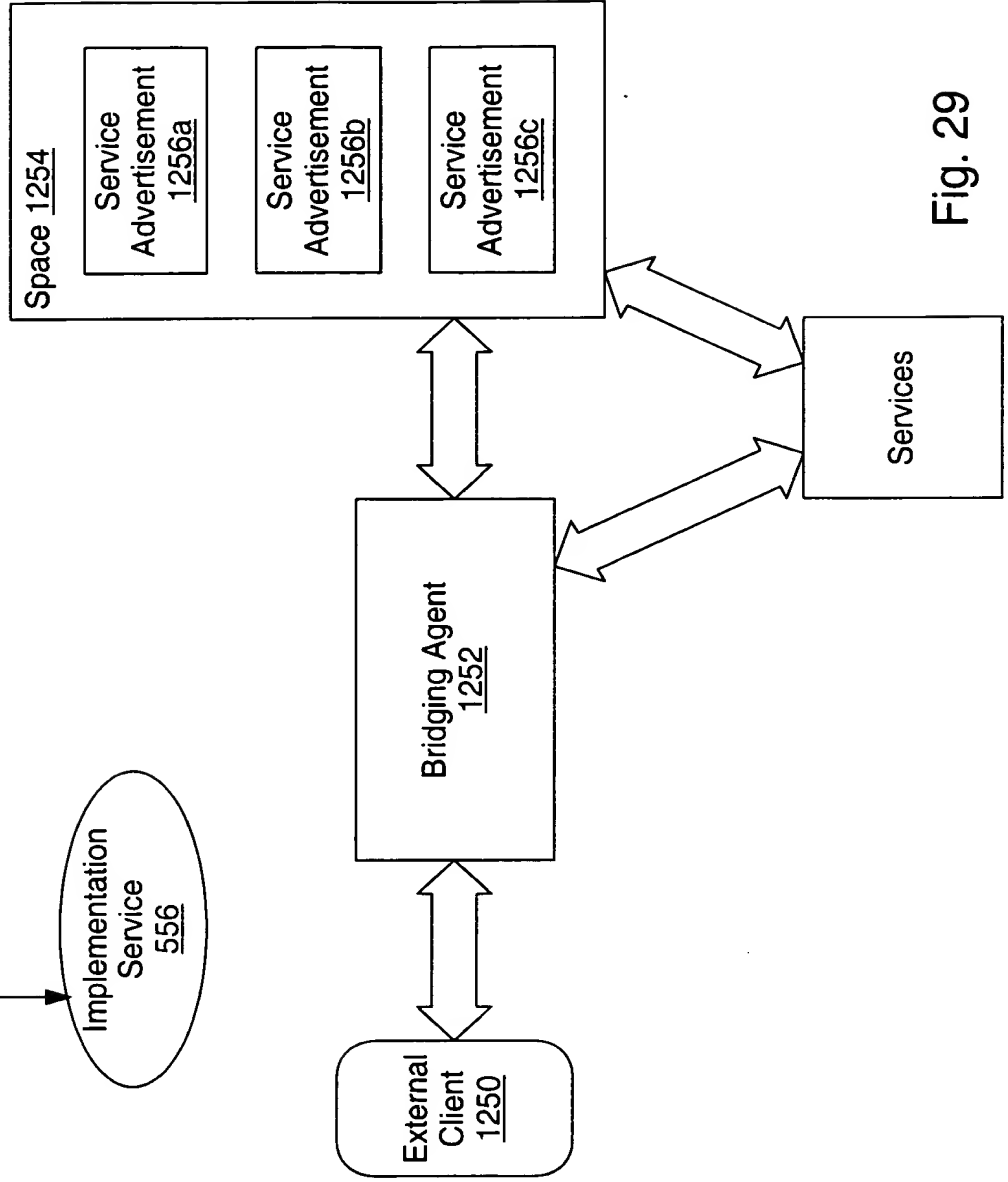 Implementation
Service
556
External
Client
1250
Bridging Agent
1252
Space 1254
Service
Advertisement
1256a
Service
Advertisement
1256b
Service
Advertisement
1256c
Services
Fig. 29